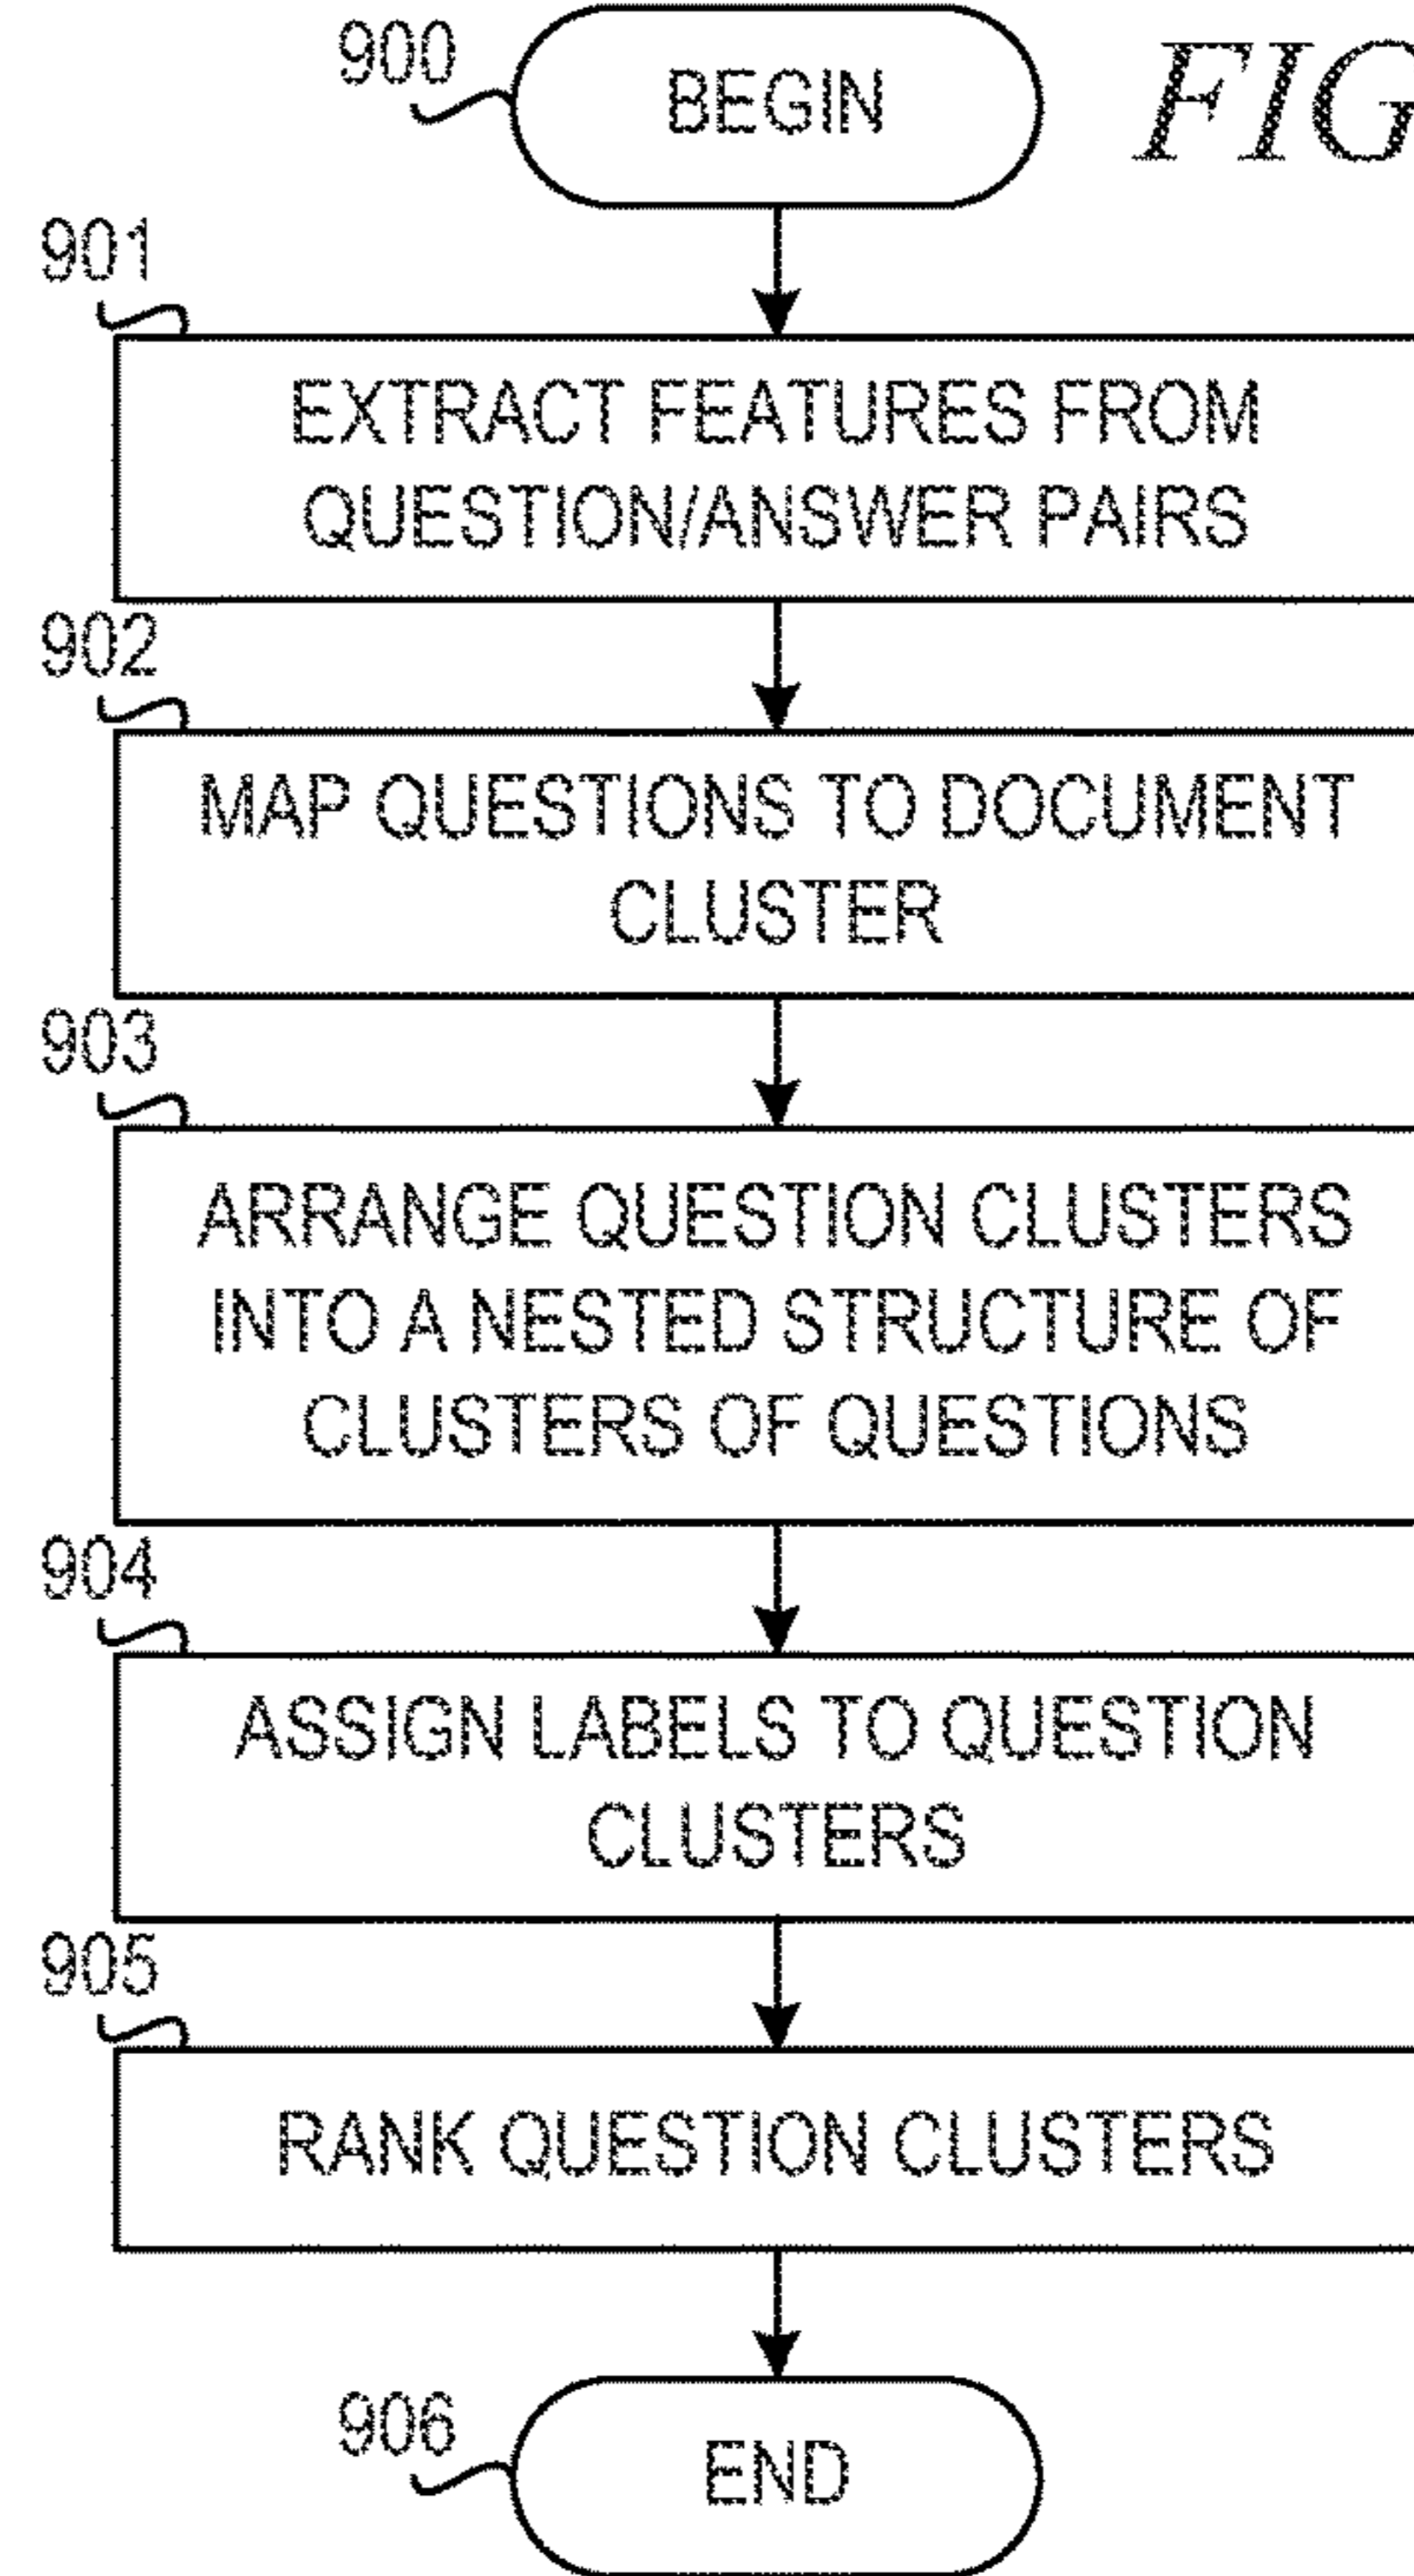 900
BEGIN
FIG
901
EXTRACT FEATURES FROM
QUESTION/ANSWER PAIRS
902
MAP QUESTIONS TO DOCUMENT
CLUSTER
903
ARRANGE QUESTION CLUSTERS
INTO A NESTED STRUCTURE OF
CLUSTERS OF QUESTIONS
904
ASSIGN LABELS TO QUESTION
CLUSTERS
905
RANK QUESTION CLUSTERS
906
END